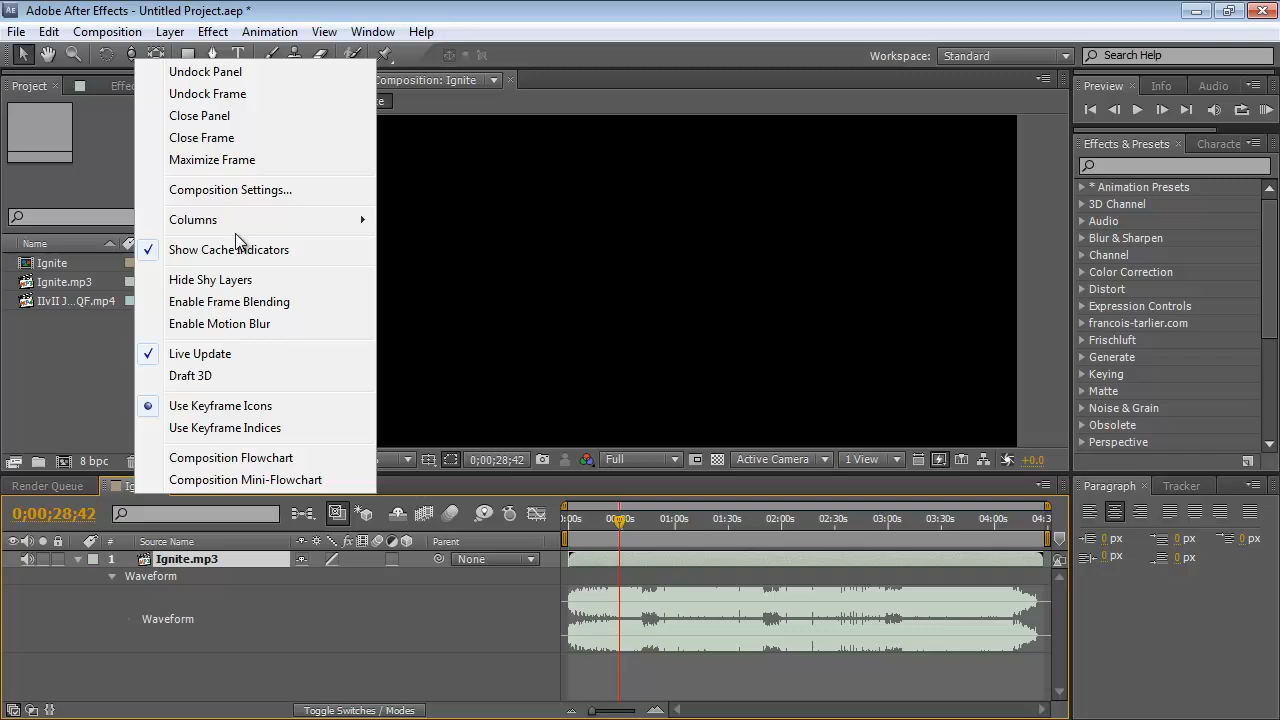 Adobe After Effects - Untitled Project.aep *
File Edit Composition Layer Effect Animation View Window Help
Workspace: Standard Search Help
Project Effe Composition: Ignite
Undock Panel
Undock Frame
Close Panel
Close Frame
Maximize Frame
Composition Settings...
Columns
Show Cache Indicators
Hide Shy Layers
Enable Frame Blending
Enable Motion Blur
Live Update
Draft 3D
Use Keyframe Icons
Use Keyframe Indices
Composition Flowchart
Composition Mini-Flowchart
Name
Ignite
Ignite.mp3
IIvII J...QF.mp4
8 bpc
0;00;28;42 Full Active Camera 1 View +0.0
Preview Info Audio
Effects & Presets Characte
* Animation Presets
3D Channel
Audio
Blur & Sharpen
Channel
Color Correction
Distort
Expression Controls
francois-tarlier.com
Frischluft
Generate
Keying
Matte
Noise & Grain
Obsolete
Perspective
Render Queue
0;00;28;42
:00s 00:30s 01:00s 01:30s 02:00s 02:30s 03:00s 03:30s 04:00s 04:3
# Source Name Parent
1 Ignite.mp3 None
Waveform
Waveform
Toggle Switches / Modes
Paragraph Tracker
0 px 0 px 0 px
0 px 0 px